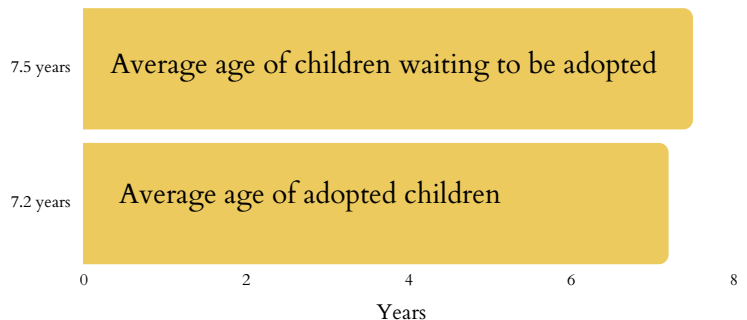 7.5 years
Average age of children waiting to be adopted
7.2 years
Average age of adopted children
0 2 4 6 8
Years